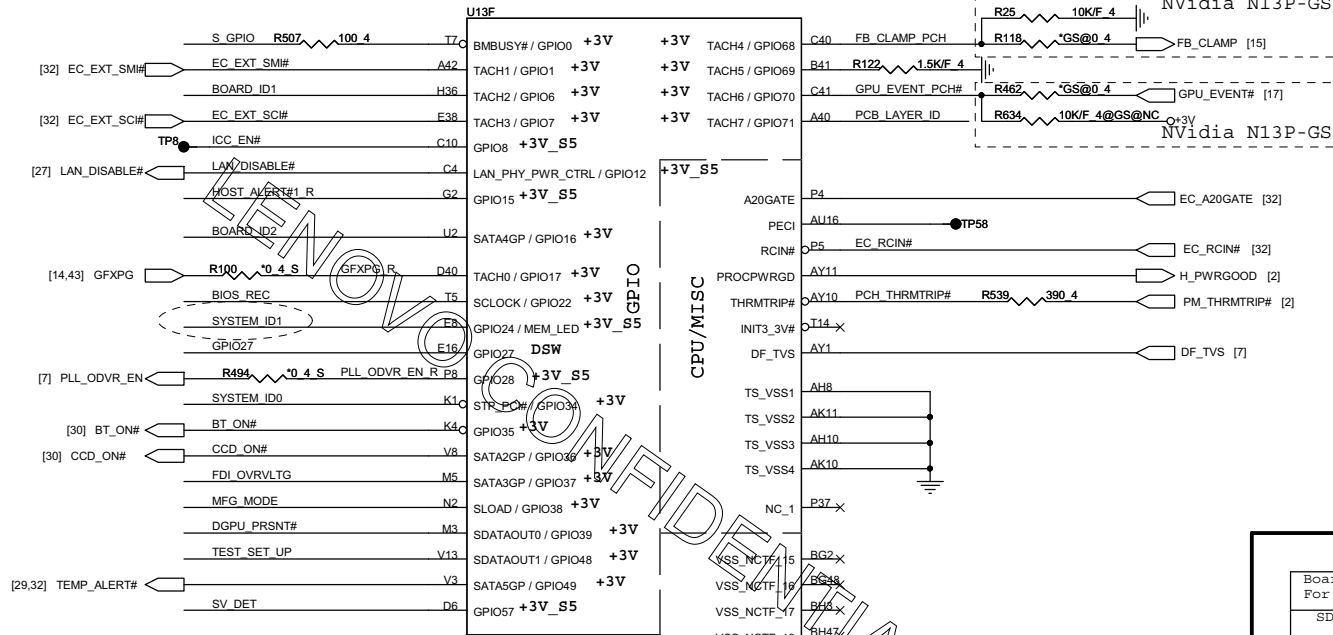 U13F
S_GPIO R507 100_4 T7 BMBUSY# / GPIO0 +3V
[32] EC_EXT_SMI# EC_EXT_SMI# A42 TACH1 / GPIO1 +3V
BOARD_ID1 H36 TACH2 / GPIO6 +3V
[32] EC_EXT_SCI# EC_EXT_SCI# E38 TACH3 / GPIO7 +3V
TP8 ICC_EN# C10 GPIO8 +3V_S5
[27] LAN_DISABLE# LAN_DISABLE# C4 LAN_PHY_PWR_CTRL / GPIO12 +3V_S5
HOST_ALERT#1_R G2 GPIO15 +3V_S5
BOARD_ID2 U2 SATA4GP / GPIO16 +3V
[14,43] GFXPG R100 *0_4_S GFXPG_R D40 TACH0 / GPIO17 +3V
BIOS_REC T5 SCLOCK / GPIO22 +3V
SYSTEM_ID1 E8 GPIO24 / MEM_LED +3V_S5
GPIO27 E16 GPIO27 DSW
[7] PLL_ODVR_EN R494 *0_4_S PLL_ODVR_EN_R P8 GPIO28 +3V_S5
SYSTEM_ID0 K1 STP_PCI# / GPIO34 +3V
[30] BT_ON# BT_ON# K4 GPIO35 +3V
[30] CCD_ON# CCD_ON# V8 SATA2GP / GPIO36 +3V
FDI_OVRVLTG M5 SATA3GP / GPIO37 +3V
MFG_MODE N2 SLOAD / GPIO38 +3V
DGPU_PRSNT# M3 SDATAOUT0 / GPIO39 +3V
TEST_SET_UP V13 SDATAOUT1 / GPIO48 +3V
[29,32] TEMP_ALERT# V3 SATA5GP / GPIO49 +3V
SV_DET D6 GPIO57 +3V_S5
GPIO
CPU/MISC
NVidia N13P-GS
R25 10K/F_4
+3V TACH4 / GPIO68 C40 FB_CLAMP_PCH R118 *GS@0_4 FB_CLAMP [15]
+3V TACH5 / GPIO69 B41 R122 1.5K/F_4
+3V TACH6 / GPIO70 C41 GPU_EVENT_PCH# R462 *GS@0_4 GPU_EVENT# [17]
+3V TACH7 / GPIO71 A40 PCB_LAYER_ID R634 10K/F_4@GS@NC +3V
NVidia N13P-GS
A20GATE P4 EC_A20GATE [32]
PECI AU16 TP58
RCIN# P5 EC_RCIN# EC_RCIN# [32]
PROCPWRGD AY11 H_PWRGOOD [2]
THRMTRIP# AY10 PCH_THRMTRIP# R539 390_4 PM_THRMTRIP# [2]
INIT3_3V# T14
DF_TVS AY1 DF_TVS [7]
TS_VSS1 AH8
TS_VSS2 AK11
TS_VSS3 AH10
TS_VSS4 AK10
NC_1 P37
VSS_NCTF_15 BG2
VSS_NCTF_16 BG48
VSS_NCTF_17 BH3
BH47
LENOVO CONFIDENTIA
For
SD